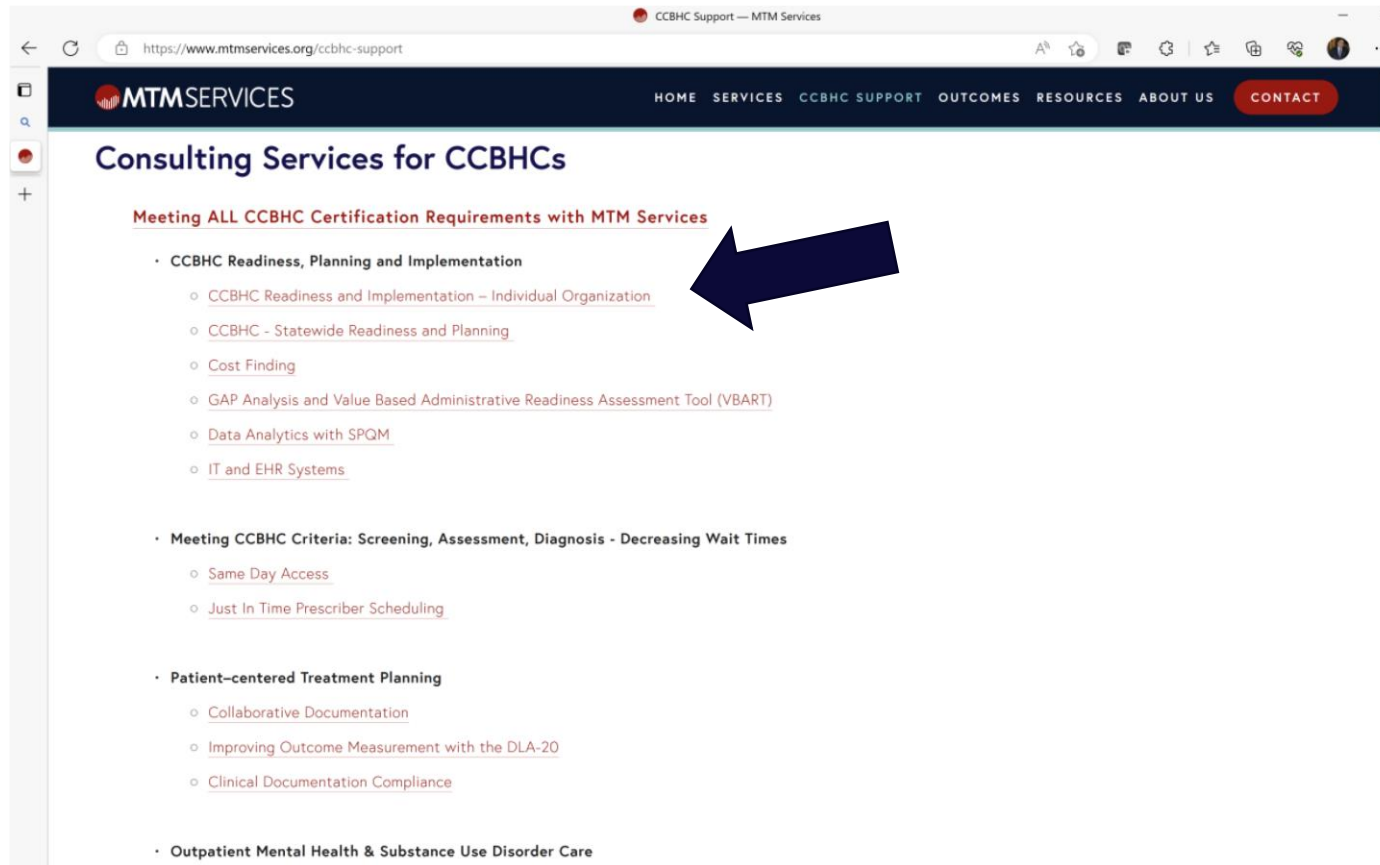 CCBHC Support — MTM Services
https://www.mtmservices.org/ccbhc-support
MTMSERVICES
HOME SERVICES CCBHC SUPPORT OUTCOMES RESOURCES ABOUT US CONTACT
Consulting Services for CCBHCs
Meeting ALL CCBHC Certification Requirements with MTM Services
· CCBHC Readiness, Planning and Implementation
○ CCBHC Readiness and Implementation – Individual Organization
○ CCBHC - Statewide Readiness and Planning
○ Cost Finding
○ GAP Analysis and Value Based Administrative Readiness Assessment Tool (VBART)
○ Data Analytics with SPQM
○ IT and EHR Systems
· Meeting CCBHC Criteria: Screening, Assessment, Diagnosis - Decreasing Wait Times
○ Same Day Access
○ Just In Time Prescriber Scheduling
· Patient–centered Treatment Planning
○ Collaborative Documentation
○ Improving Outcome Measurement with the DLA-20
○ Clinical Documentation Compliance
· Outpatient Mental Health & Substance Use Disorder Care